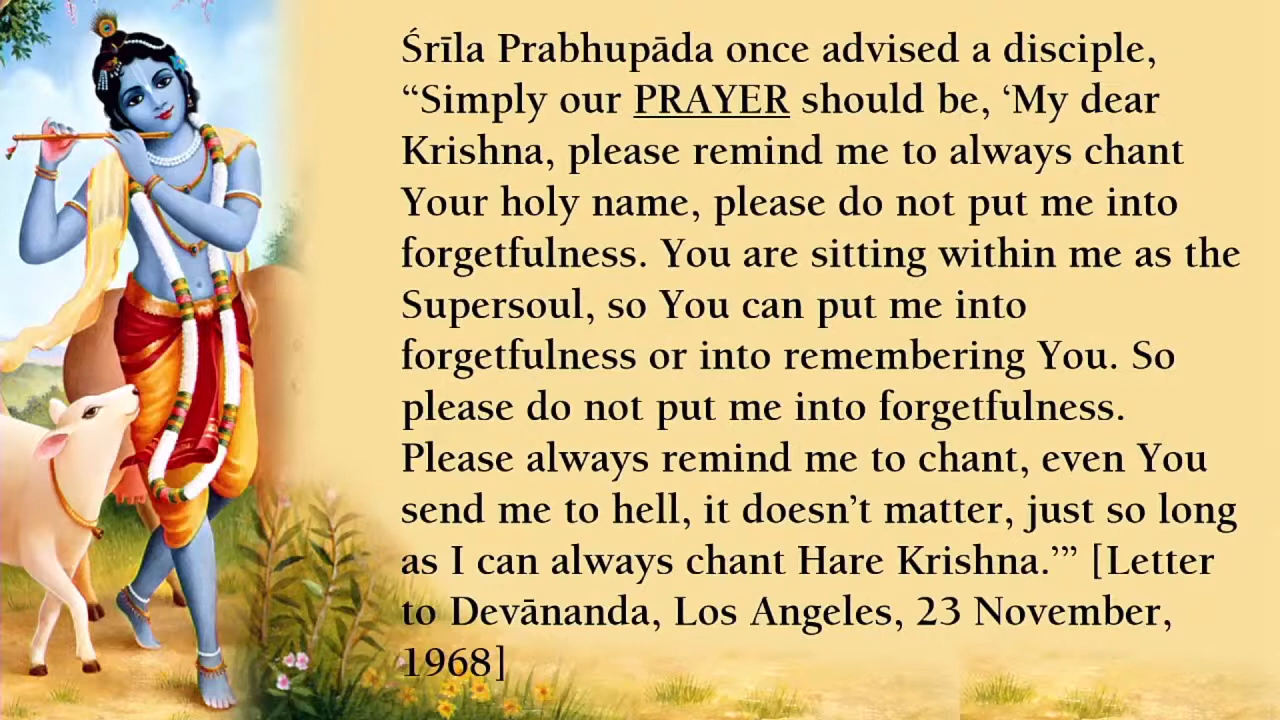 Śrīla Prabhupāda once advised a disciple,
“Simply our PRAYER should be, ‘My dear
Krishna, please remind me to always chant
Your holy name, please do not put me into
forgetfulness. You are sitting within me as the
Supersoul, so You can put me into
forgetfulness or into remembering You. So
please do not put me into forgetfulness.
Please always remind me to chant, even You
send me to hell, it doesn’t matter, just so long
as I can always chant Hare Krishna.’” [Letter
to Devānanda, Los Angeles, 23 November,
1968]